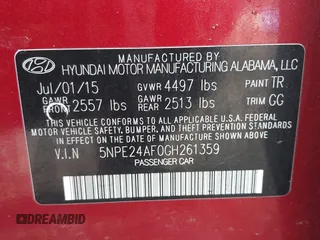 MANUFACTURED BY
HYUNDAI MOTOR MANUFACTURING ALABAMA, LLC
Jul/01/15 GVWR 4497 lbs PAINT TR
GAWR FRONT 2557 lbs GAWR REAR 2513 lbs TRIM GG
THIS VEHICLE CONFORMS TO ALL APPLICABLE U.S. FEDERAL MOTOR VEHICLE SAFETY, BUMPER, AND THEFT PREVENTION STANDARDS IN EFFECT ON THE DATE OF MANUFACTURE SHOWN ABOVE.
V.I.N 5NPE24AF0GH261359
PASSENGER CAR
BIDFAMD